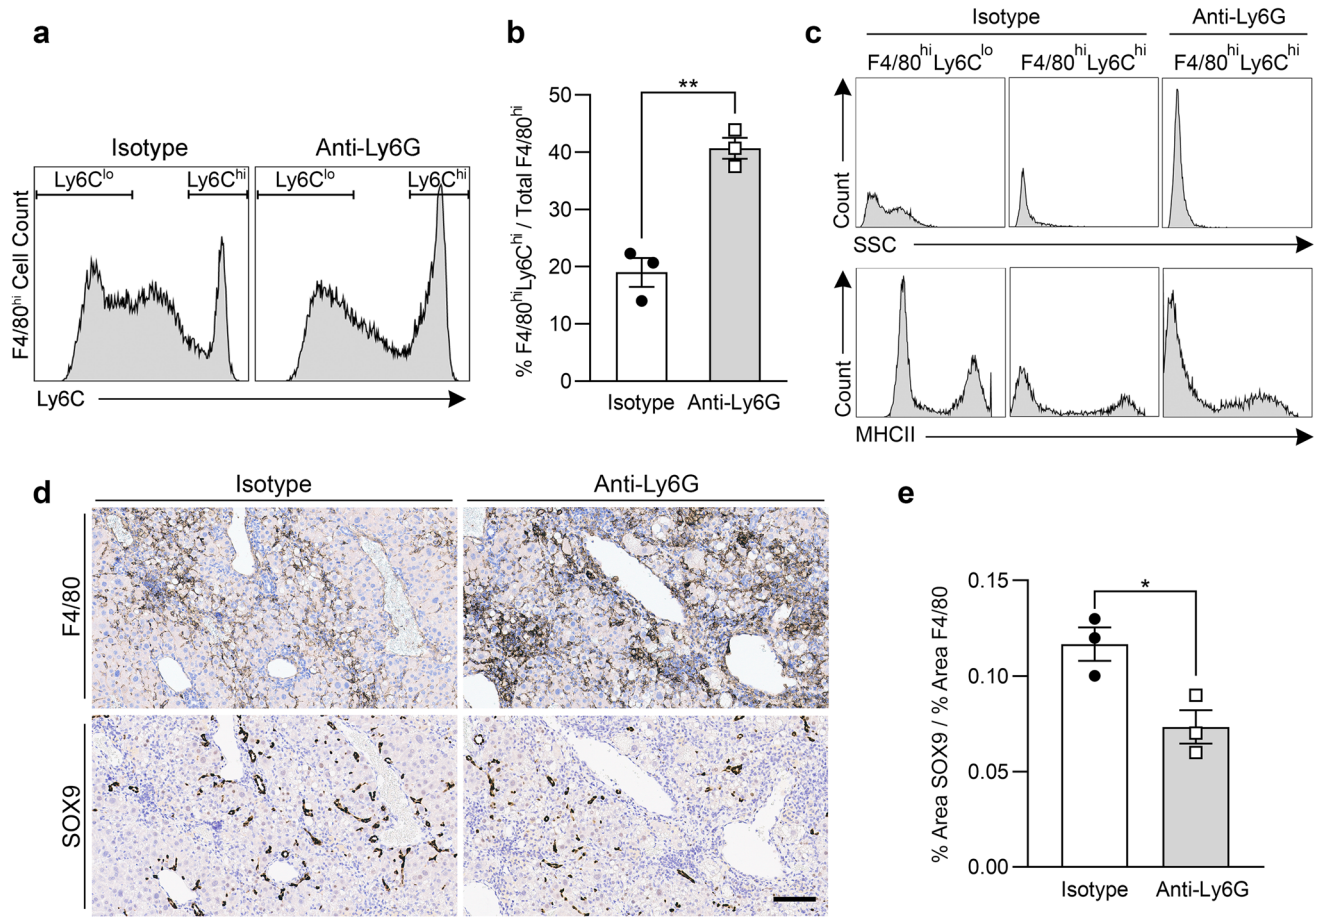 a
Isotype
Anti-Ly6G
Ly6Clo
Ly6Chi
Ly6Clo
Ly6Chi
F4/80hi Cell Count
Ly6C
b
**
% F4/80hiLy6Chi / Total F4/80hi
50
40
30
20
10
0
Isotype
Anti-Ly6G
c
Isotype
Anti-Ly6G
F4/80hiLy6Clo
F4/80hiLy6Chi
F4/80hiLy6Chi
Count
SSC
Count
MHCII
d
Isotype
Anti-Ly6G
F4/80
SOX9
e
*
% Area SOX9 / % Area F4/80
0.15
0.10
0.05
0.00
Isotype
Anti-Ly6G